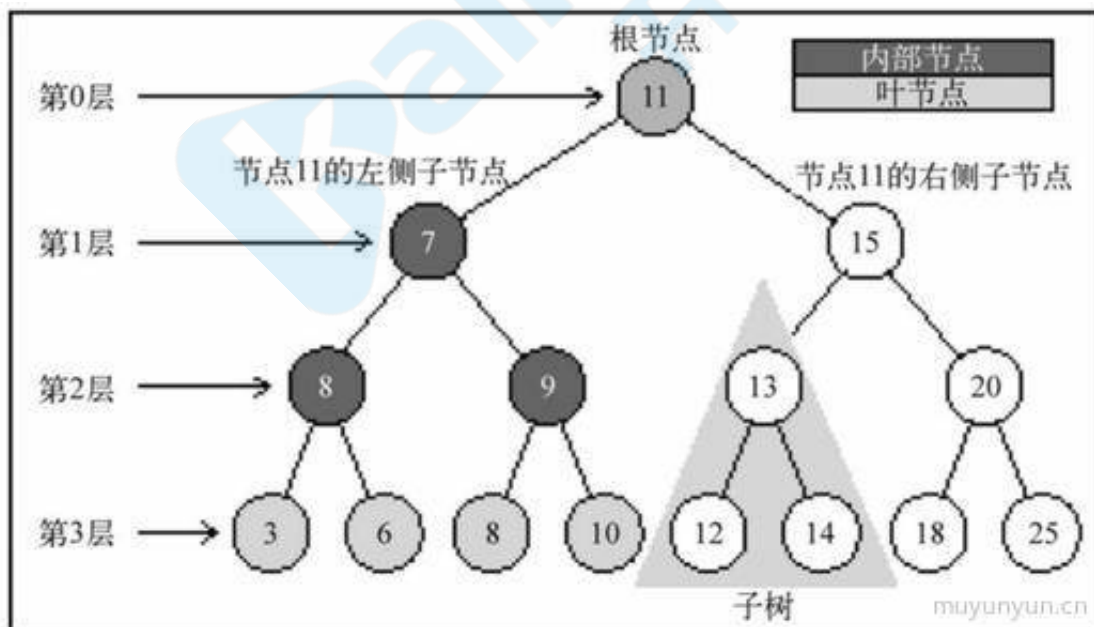 根节点
内部节点
叶节点
第0层
11
节点11的左侧子节点
节点11的右侧子节点
第1层
7
15
第2层
8
9
13
20
第3层
3
6
8
10
12
14
18
25
子树
muyunyun.cn